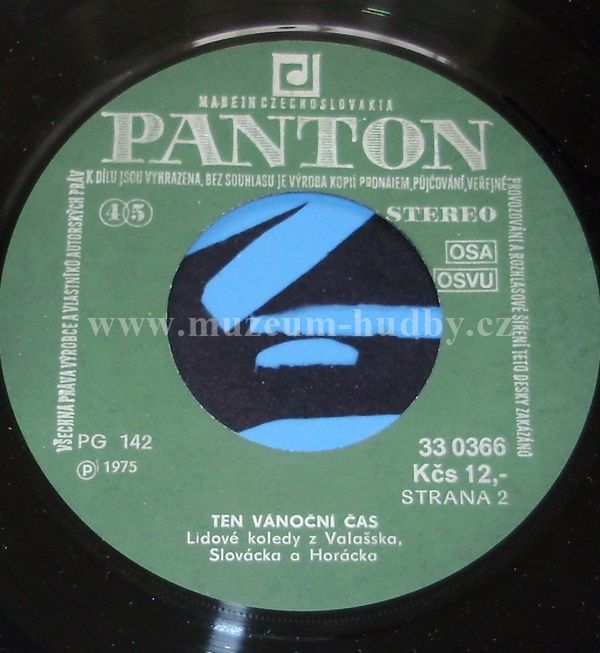 MADE IN CZECHOSLOVAKIA
PANTON
VŠECHNA PRÁVA VÝROBCE A VLASTNÍKŮ AUTORSKÝCH PRÁV
K DÍLU JSOU VYHRAZENA, BEZ SOUHLASU JE VÝROBA KOPIÍ PRONÁJEM, PŮJČOVÁNÍ, VEŘEJNÉ
PROVOZOVÁNÍ A ROZHLASOVÉ ŠÍŘENÍ TÉTO DESKY ZAKÁZÁNO
45
STEREO
OSA
OSVU
www.muzeum-hudby.cz
PG 142
Ⓟ 1975
33 0366
Kčs 12,-
STRANA 2
TEN VÁNOČNÍ ČAS
Lidové koledy z Valašska,
Slovácka a Horácka